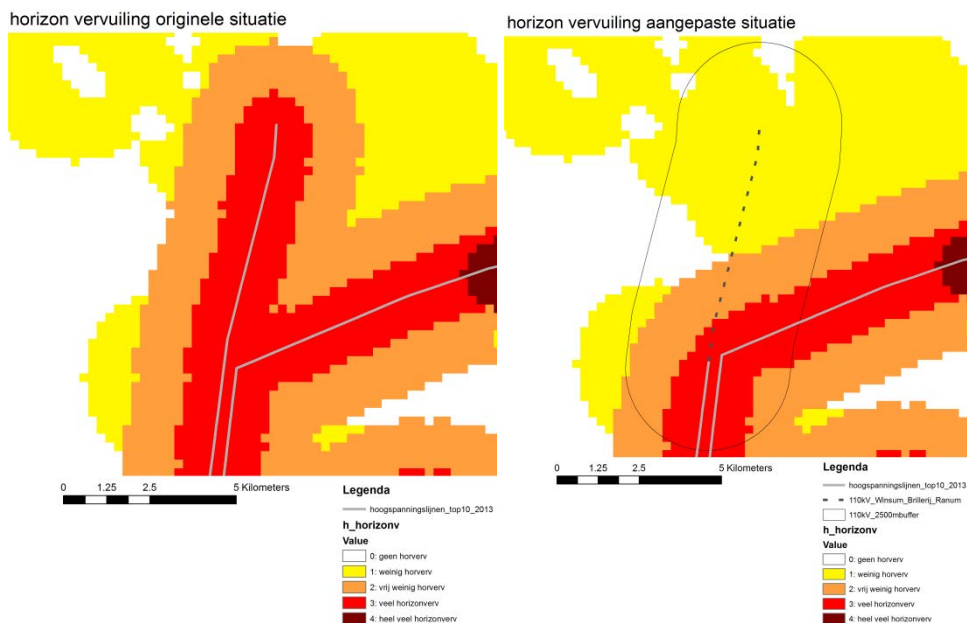 horizon vervuiling originele situatie
0 1.25 2.5 5 Kilometers
Legenda
hoogspanningslijnen_top10_2013
h_horizonv
Value
0: geen horverv
1: weinig horverv
2: vrij weinig horverv
3: veel horizonverv
4: heel veel horizonverv
horizon vervuiling aangepaste situatie
0 1.25 2.5 5 Kilometers
Legenda
hoogspanningslijnen_top10_2013
110kV_Winsum_Brillerij_Ranum
110kV_2500mbuffer
h_horizonv
Value
0: geen horverv
1: weinig horverv
2: vrij weinig horverv
3: veel horizonverv
4: heel veel horizonverv